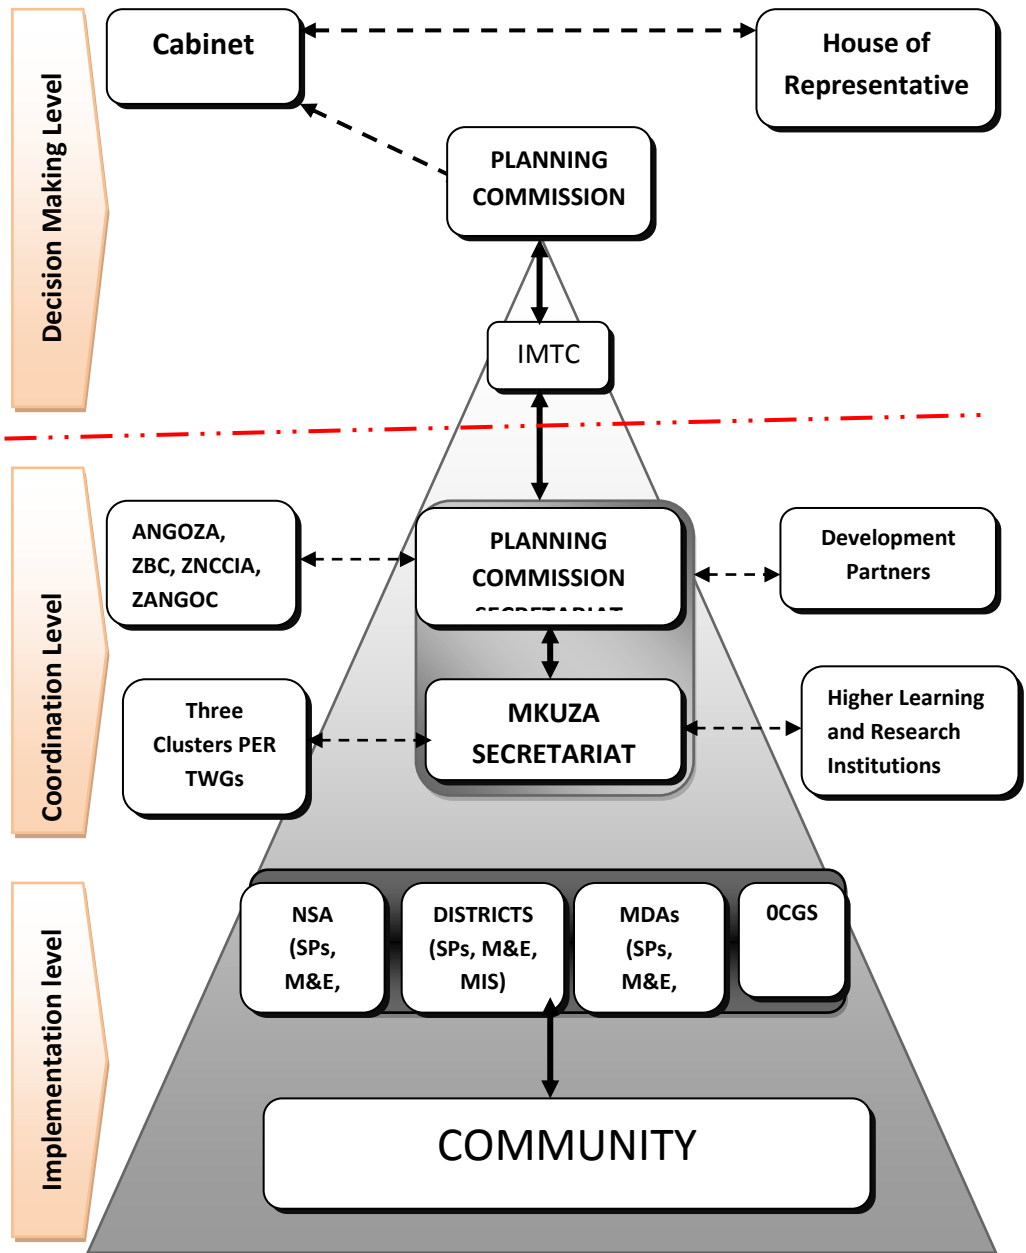 Decision Making Level
Cabinet
House of
Representative
PLANNING
COMMISSION
IMTC
Coordination Level
ANGOZA,
ZBC, ZNCCIA,
ZANGOC
PLANNING
COMMISSION
SECRETARIAT
Development
Partners
Three
Clusters PER
TWGs
MKUZA
SECRETARIAT
Higher Learning
and Research
Institutions
Implementation level
NSA
(SPs,
M&E,
DISTRICTS
(SPs, M&E,
MIS)
MDAs
(SPs,
M&E,
0CGS
COMMUNITY